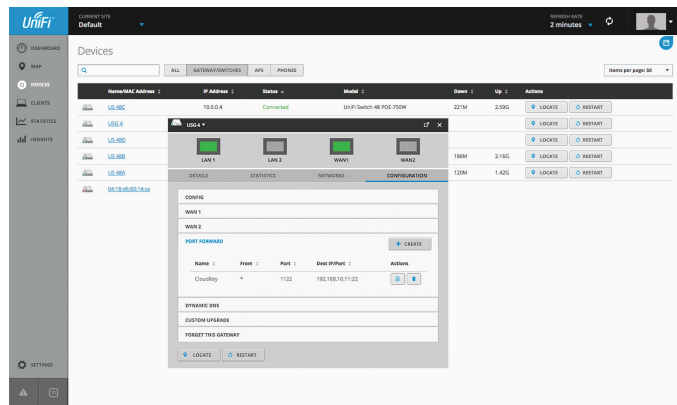 UniFi
CURRENT SITE
Default
REFRESH RATE
2 minutes
DASHBOARD
MAP
DEVICES
CLIENTS
STATISTICS
INSIGHTS
SETTINGS
Devices
ALL GATEWAY/SWITCHES APS PHONES
Items per page: 50
Name/MAC Address IP Address Status Model Down Up Actions
US 48C 10.0.0.4 Connected UniFi Switch 48 POE-750W 221M 2.59G LOCATE RESTART
USG 4 LOCATE RESTART
US 48D LOCATE RESTART
US 48B 186M 2.16G LOCATE RESTART
US 48A 120M 1.42G LOCATE RESTART
04:18:d6:83:14:ca
USG 4
LAN 1 LAN 2 WAN1 WAN2
DETAILS STATISTICS NETWORKS CONFIGURATION
CONFIG
WAN 1
WAN 2
PORT FORWARD
CREATE
Name From Port Dest IP/Port Actions
CloudKey * 1122 192.168.10.11:22
DYNAMIC DNS
CUSTOM UPGRADE
FORGET THIS GATEWAY
LOCATE RESTART